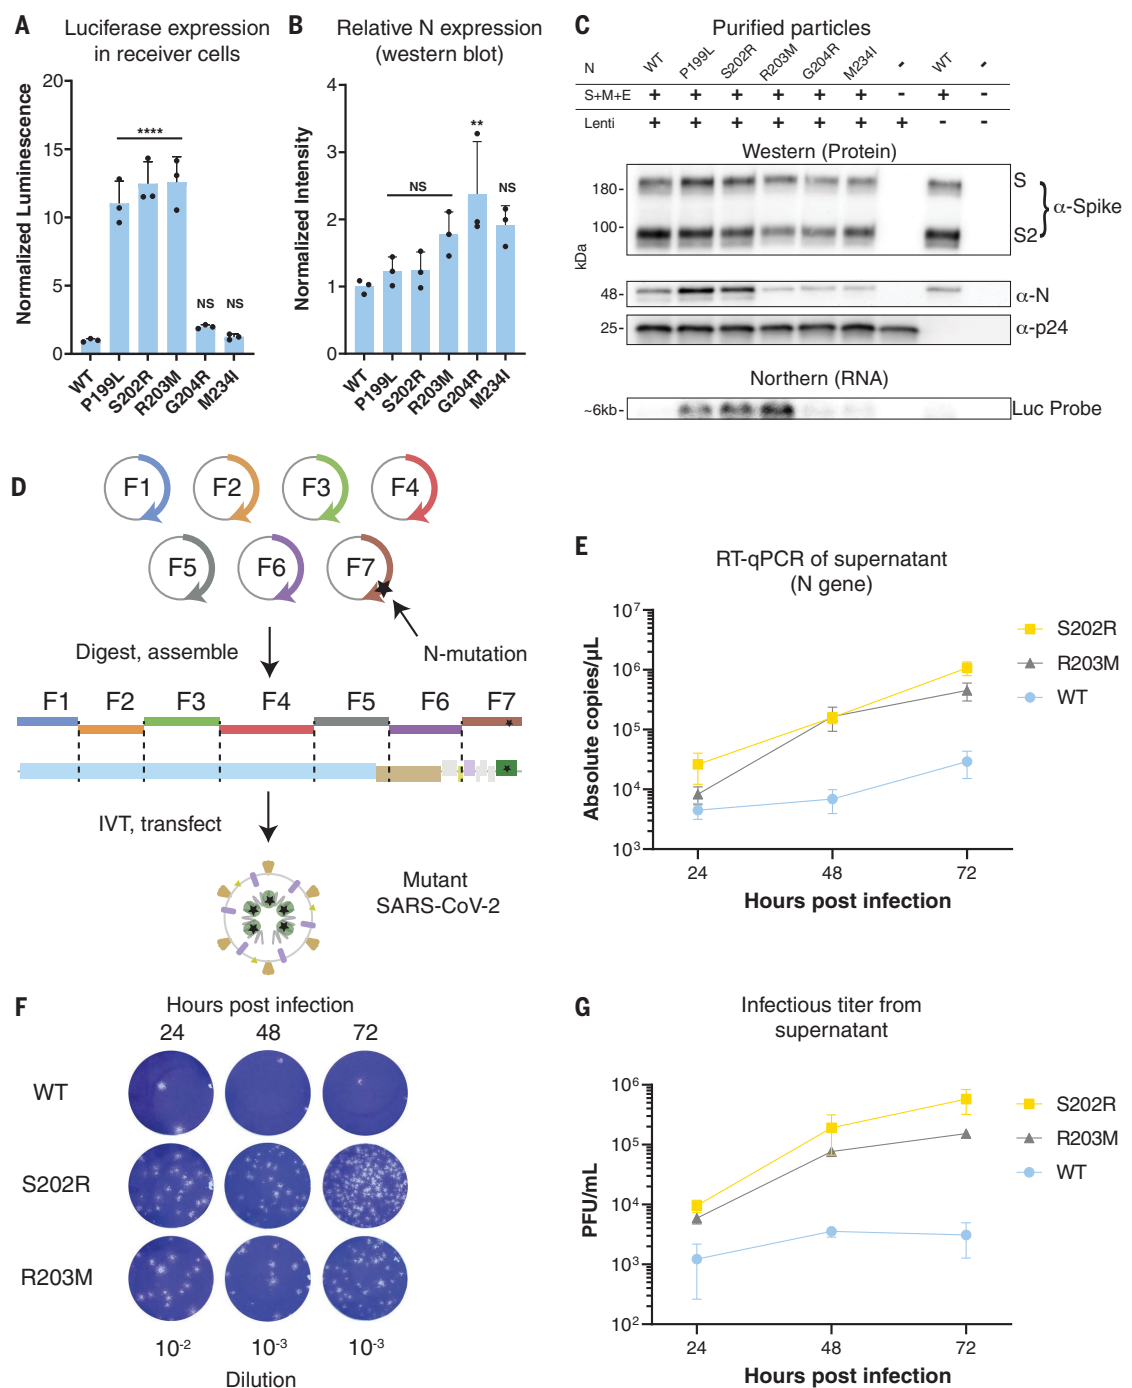 A
Luciferase expression
in receiver cells
Normalized Luminescence
20
15
10
5
0
****
NS
NS
WT
P199L
S202R
R203M
G204R
M234I
B
Relative N expression
(western blot)
Normalized Intensity
4
3
2
1
0
NS
**
NS
WT
P199L
S202R
R203M
G204R
M234I
C
Purified particles
N WT P199L S202R R203M G204R M234I - WT -
S+M+E + + + + + + - + -
Lenti + + + + + + + - -
Western (Protein)
180-
100-
kDa
S
S2
α-Spike
48-
α-N
25-
α-p24
Northern (RNA)
~6kb-
Luc Probe
D
F1
F2
F3
F4
F5
F6
F7
Digest, assemble
N-mutation
F1 F2 F3 F4 F5 F6 F7
IVT, transfect
Mutant
SARS-CoV-2
E
RT-qPCR of supernatant
(N gene)
Absolute copies/µL
10⁷
10⁶
10⁵
10⁴
10³
24 48 72
Hours post infection
S202R
R203M
WT
F
Hours post infection
24 48 72
WT
S202R
R203M
10⁻² 10⁻³ 10⁻³
Dilution
G
Infectious titer from
supernatant
PFU/mL
10⁶
10⁵
10⁴
10³
10²
24 48 72
Hours post infection
S202R
R203M
WT